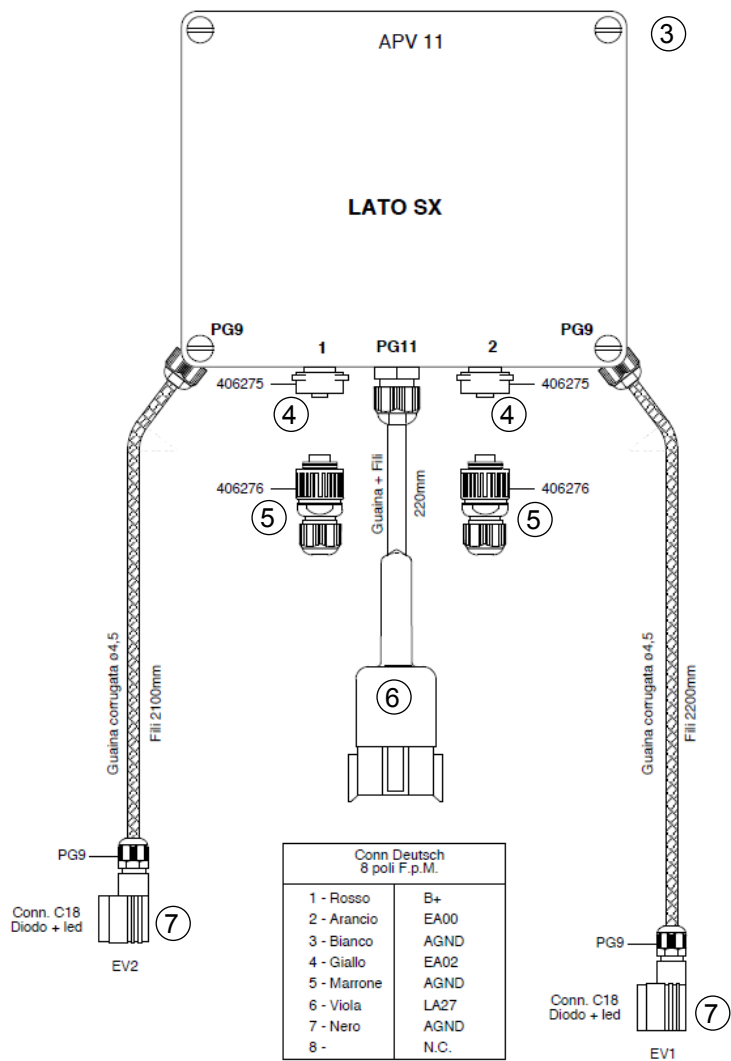 APV 11
3
LATO SX
PG9
1
PG11
2
PG9
406275
4
406275
4
406276
5
406276
5
Guaina + Fili
220mm
6
Guaina corrugata ø4,5
Fili 2100mm
Guaina corrugata ø4,5
Fili 2200mm
PG9
Conn. C18
Diodo + led
7
EV2
Conn Deutsch
8 poli F.p.M.
1 - Rosso B+
2 - Arancio EA00
3 - Bianco AGND
4 - Giallo EA02
5 - Marrone AGND
6 - Viola LA27
7 - Nero AGND
8 - N.C.
PG9
Conn. C18
Diodo + led
7
EV1